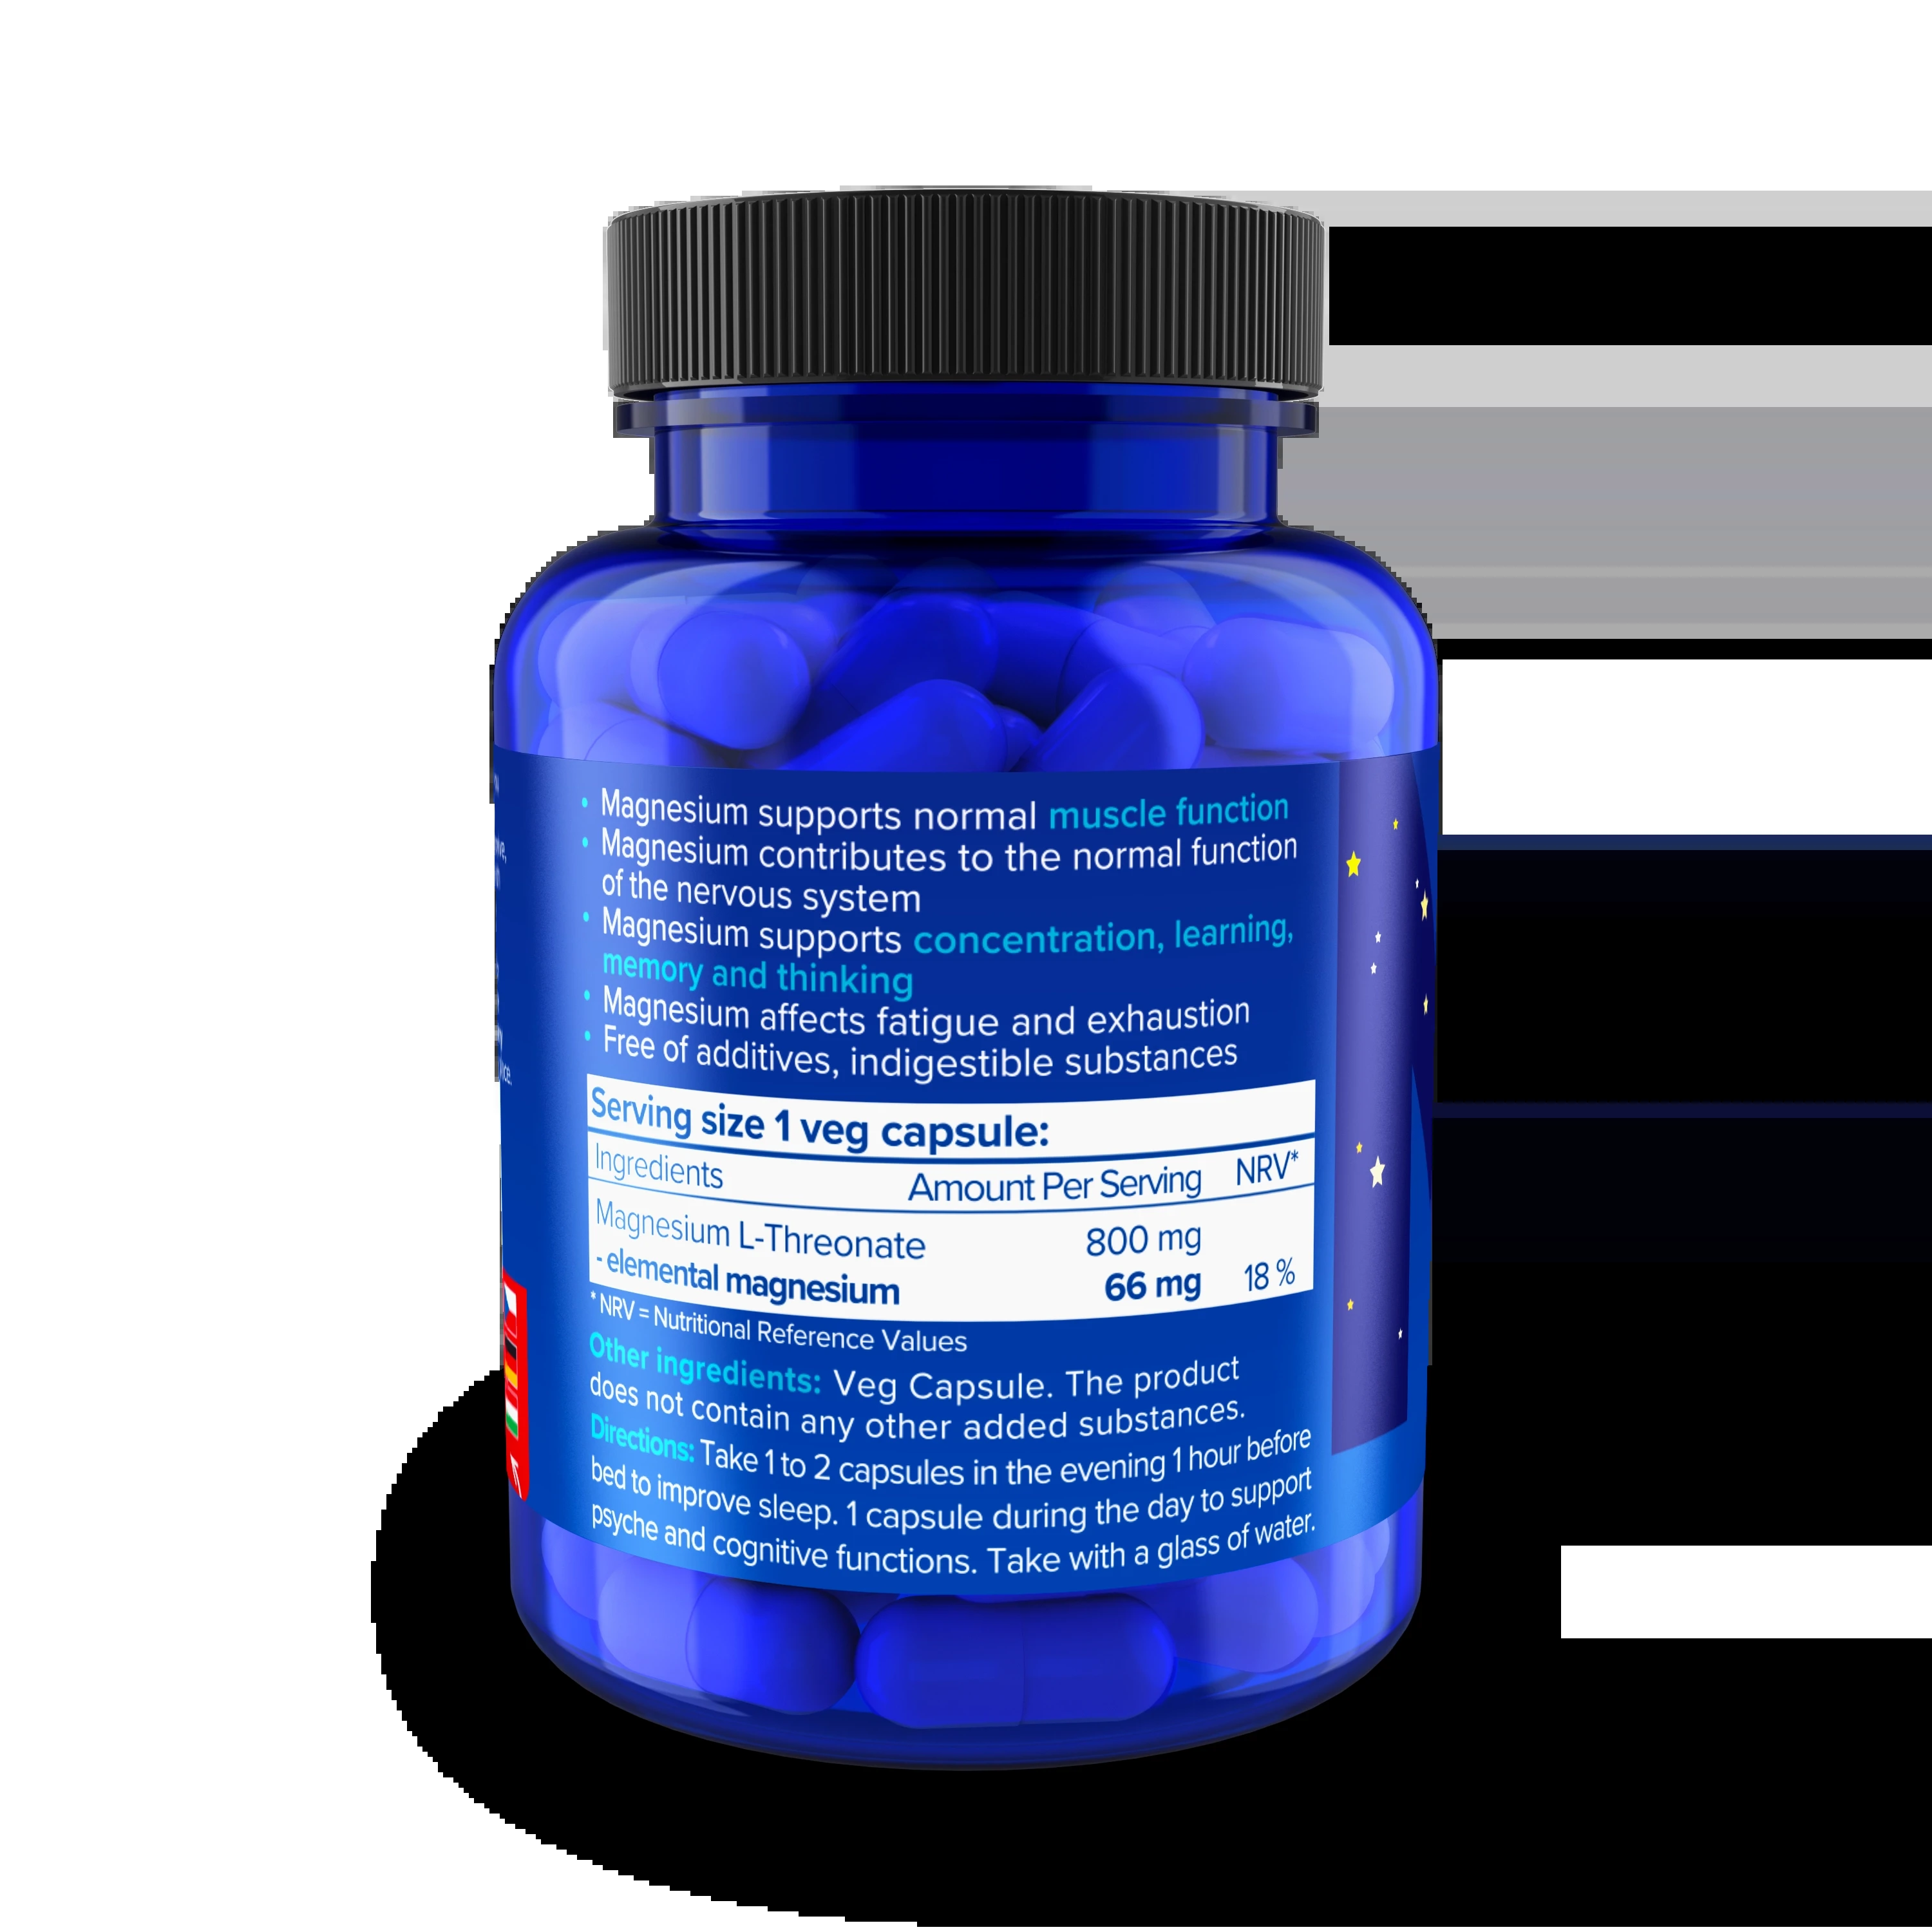 • Magnesium supports normal muscle function
• Magnesium contributes to the normal function
of the nervous system
• Magnesium supports concentration, learning,
memory and thinking
• Magnesium affects fatigue and exhaustion
• Free of additives, indigestible substances
Serving size 1 veg capsule:
Ingredients Amount Per Serving NRV*
Magnesium L-Threonate 800 mg
- elemental magnesium 66 mg 18 %
* NRV = Nutritional Reference Values
Other ingredients: Veg Capsule. The product
does not contain any other added substances.
Directions: Take 1 to 2 capsules in the evening 1 hour before
bed to improve sleep. 1 capsule during the day to support
psyche and cognitive functions. Take with a glass of water.